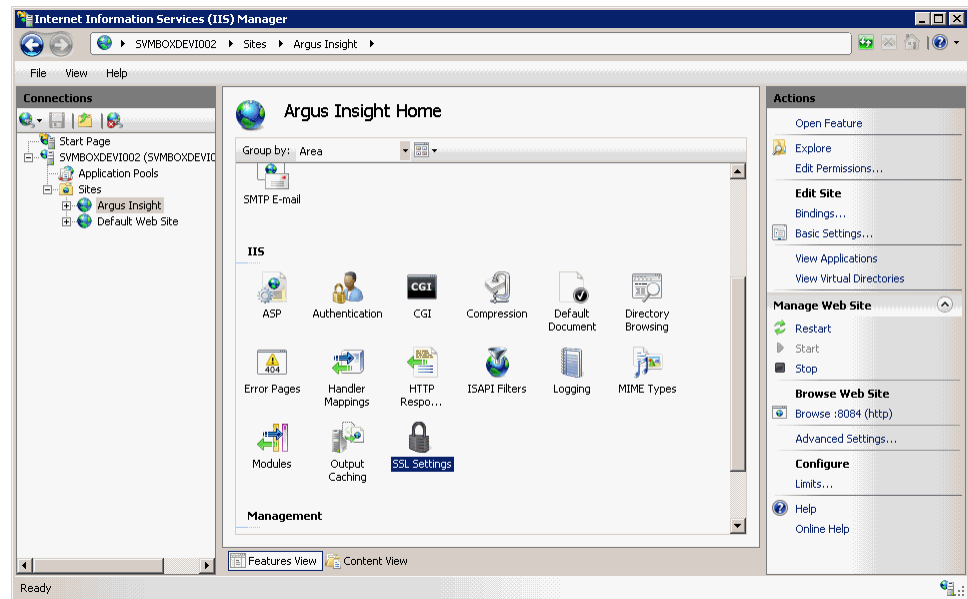 Internet Information Services (IIS) Manager
SVMBOXDEVI002 Sites Argus Insight
File View Help
Connections
Start Page
SVMBOXDEVI002 (SVMBOXDEVIC
Application Pools
Sites
Argus Insight
Default Web Site
Argus Insight Home
Group by: Area
SMTP E-mail
IIS
ASP
Authentication
CGI
CGI
Compression
Default
Document
Directory
Browsing
404
Error Pages
Handler
Mappings
HTTP
Respo...
ISAPI Filters
Logging
MIME Types
Modules
Output
Caching
SSL Settings
Management
Features View
Content View
Actions
Open Feature
Explore
Edit Permissions...
Edit Site
Bindings...
Basic Settings...
View Applications
View Virtual Directories
Manage Web Site
Restart
Start
Stop
Browse Web Site
Browse :8084 (http)
Advanced Settings...
Configure
Limits...
Help
Online Help
Ready